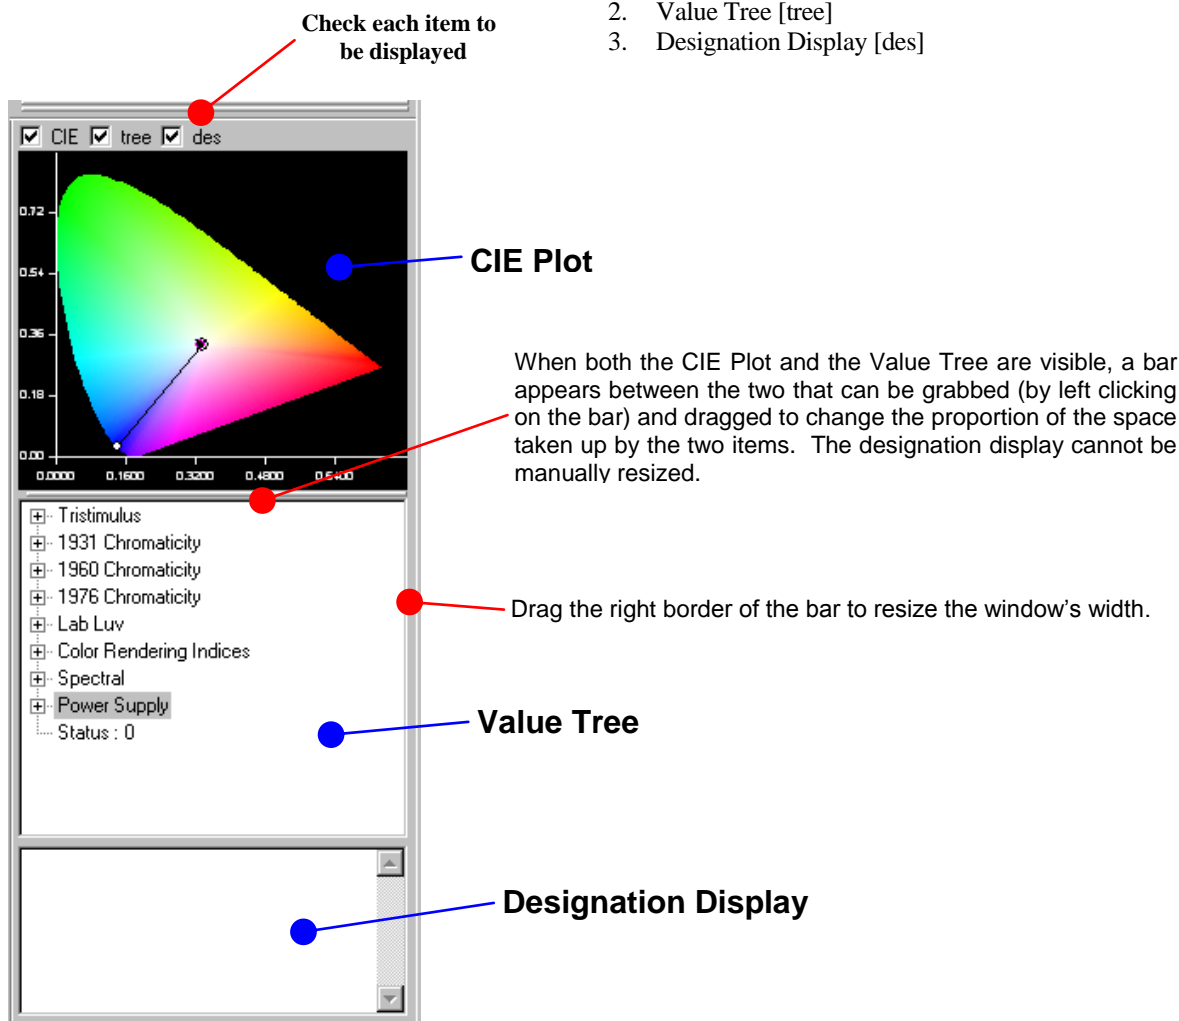 Check each item to
be displayed
2. Value Tree [tree]
3. Designation Display [des]
CIE tree des
0.72
0.54
0.36
0.18
0.00
0.0000 0.1600 0.3200 0.4800 0.6400
CIE Plot
When both the CIE Plot and the Value Tree are visible, a bar
appears between the two that can be grabbed (by left clicking
on the bar) and dragged to change the proportion of the space
taken up by the two items. The designation display cannot be
manually resized.
Tristimulus
1931 Chromaticity
1960 Chromaticity
1976 Chromaticity
Lab Luv
Color Rendering Indices
Spectral
Power Supply
Status : 0
Drag the right border of the bar to resize the window's width.
Value Tree
Designation Display